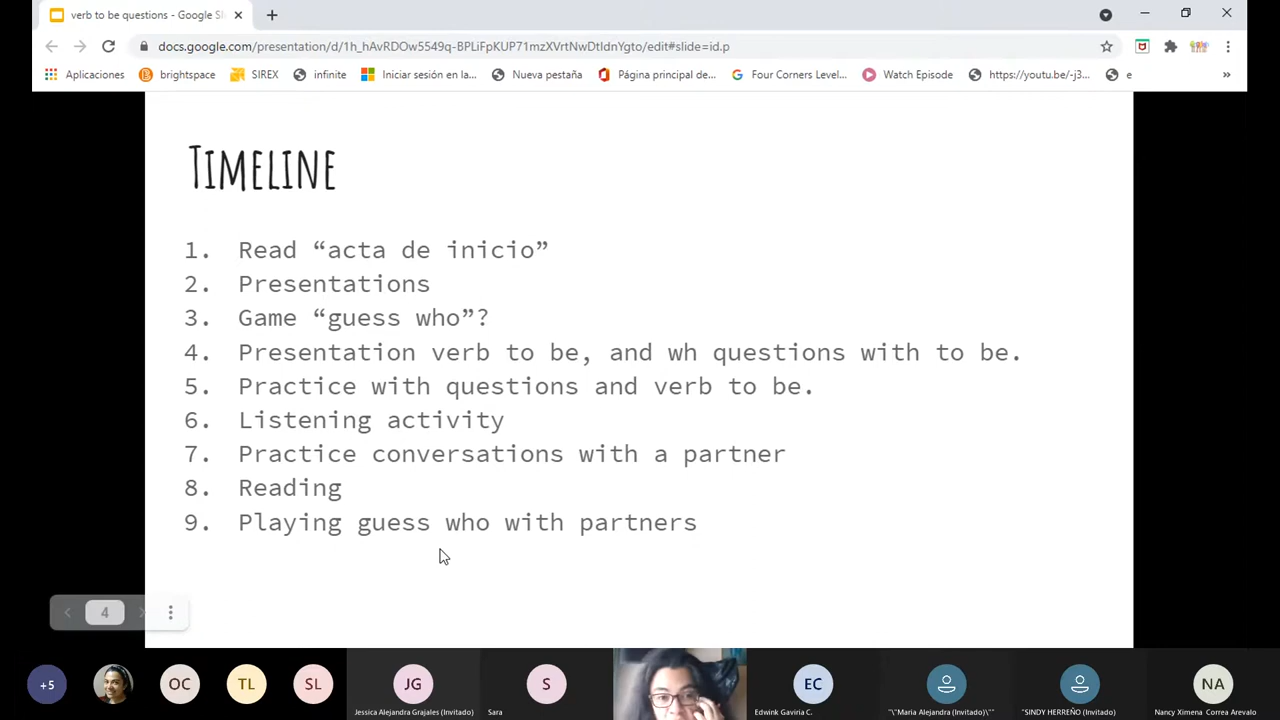 verb to be questions - Google Sl
docs.google.com/presentation/d/1h_hAvRDOw5549q-BPLiFpKUP71mzXVrtNwDtIdnYgto/edit#slide=id.p
Aplicaciones brightspace SIREX infinite Iniciar sesión en la... Nueva pestaña Página principal de... Four Corners Level... Watch Episode https://youtu.be/-j3... e »
TIMELINE
1. Read “acta de inicio”
2. Presentations
3. Game “guess who”?
4. Presentation verb to be, and wh questions with to be.
5. Practice with questions and verb to be.
6. Listening activity
7. Practice conversations with a partner
8. Reading
9. Playing guess who with partners
4
+5 OC TL SL JG S EC NA
Jessica Alejandra Grajales (Invitado) Sara Edwink Gaviria C. "\"Maria Alejandra (Invitado)\"" "SINDY HERREÑO (Invitado) Nancy Ximena Correa Arevalo